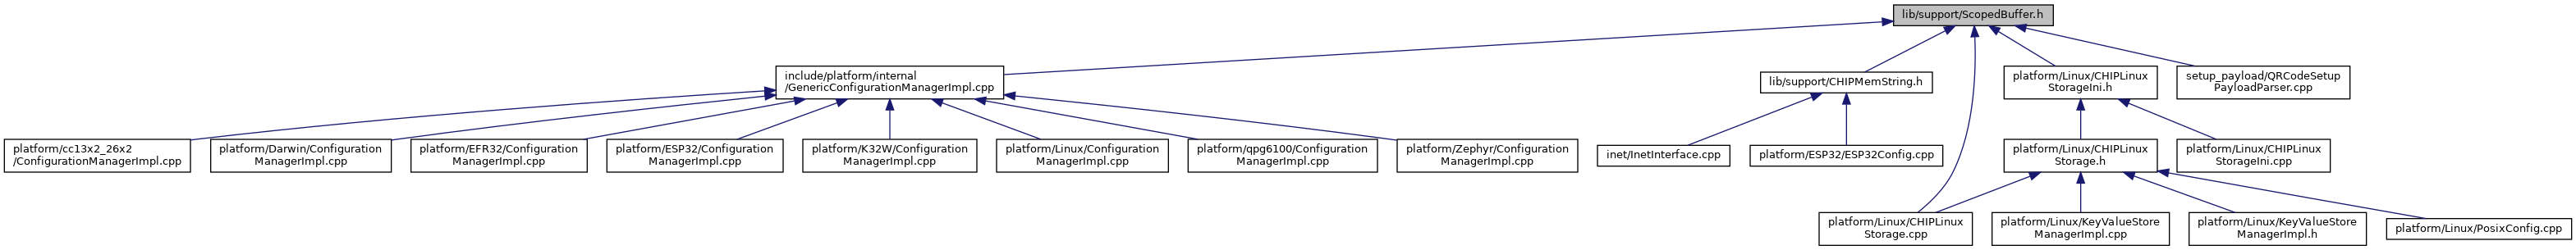 lib/support/ScopedBuffer.h
include/platform/internal
/GenericConfigurationManagerImpl.cpp
lib/support/CHIPMemString.h
platform/Linux/CHIPLinux
StorageIni.h
setup_payload/QRCodeSetup
PayloadParser.cpp
platform/cc13x2_26x2
/ConfigurationManagerImpl.cpp
platform/Darwin/Configuration
ManagerImpl.cpp
platform/EFR32/Configuration
ManagerImpl.cpp
platform/ESP32/Configuration
ManagerImpl.cpp
platform/K32W/Configuration
ManagerImpl.cpp
platform/Linux/Configuration
ManagerImpl.cpp
platform/qpg6100/Configuration
ManagerImpl.cpp
platform/Zephyr/Configuration
ManagerImpl.cpp
inet/InetInterface.cpp
platform/ESP32/ESP32Config.cpp
platform/Linux/CHIPLinux
Storage.h
platform/Linux/CHIPLinux
StorageIni.cpp
platform/Linux/CHIPLinux
Storage.cpp
platform/Linux/KeyValueStore
ManagerImpl.cpp
platform/Linux/KeyValueStore
ManagerImpl.h
platform/Linux/PosixConfig.cpp